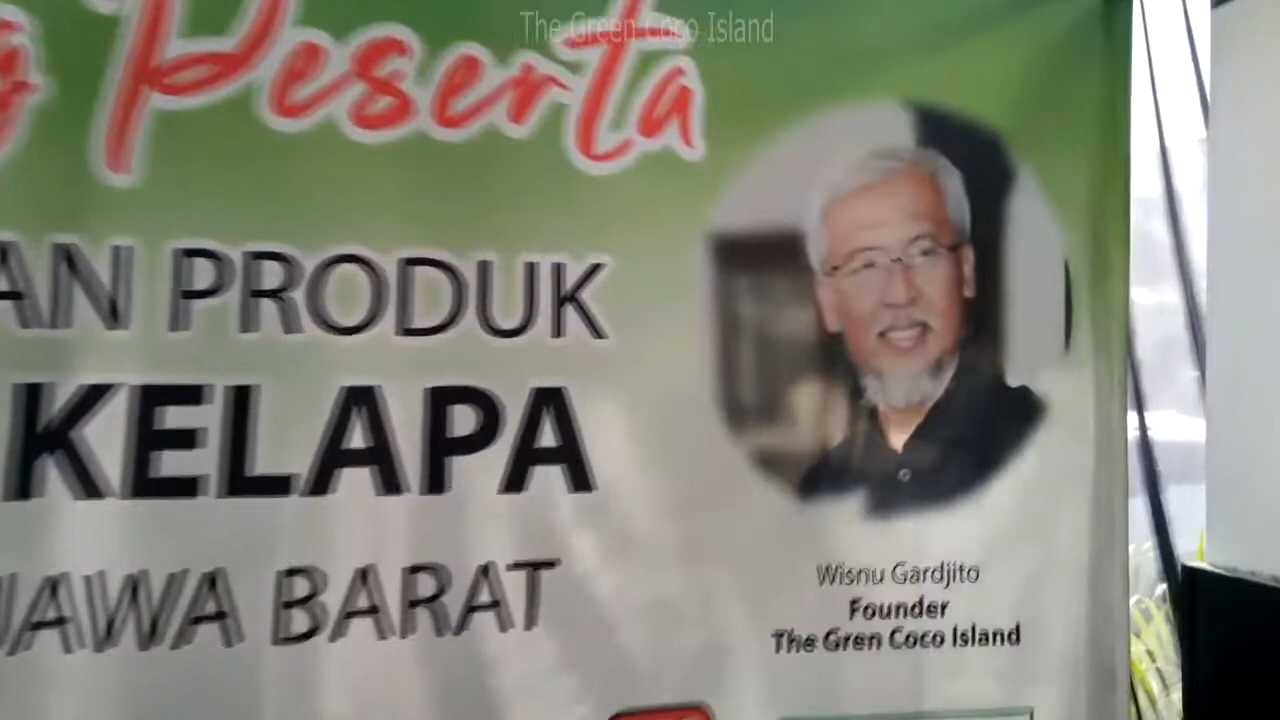 The Green Coco Island
g Peserta
AN PRODUK
KELAPA
JAWA BARAT
Wisnu Gardjito
Founder
The Gren Coco Island